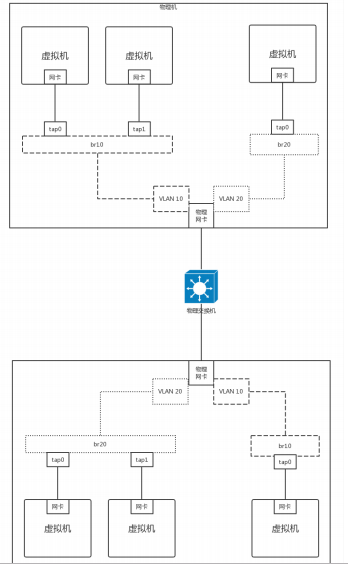 物理机
虚拟机
虚拟机
虚拟机
网卡
网卡
网卡
tap0
tap1
tap0
br10
br20
VLAN 10
VLAN 20
物理
网卡
物理交换机
物理
网卡
VLAN 20
VLAN 10
br20
br10
tap0
tap1
tap0
网卡
网卡
网卡
虚拟机
虚拟机
虚拟机